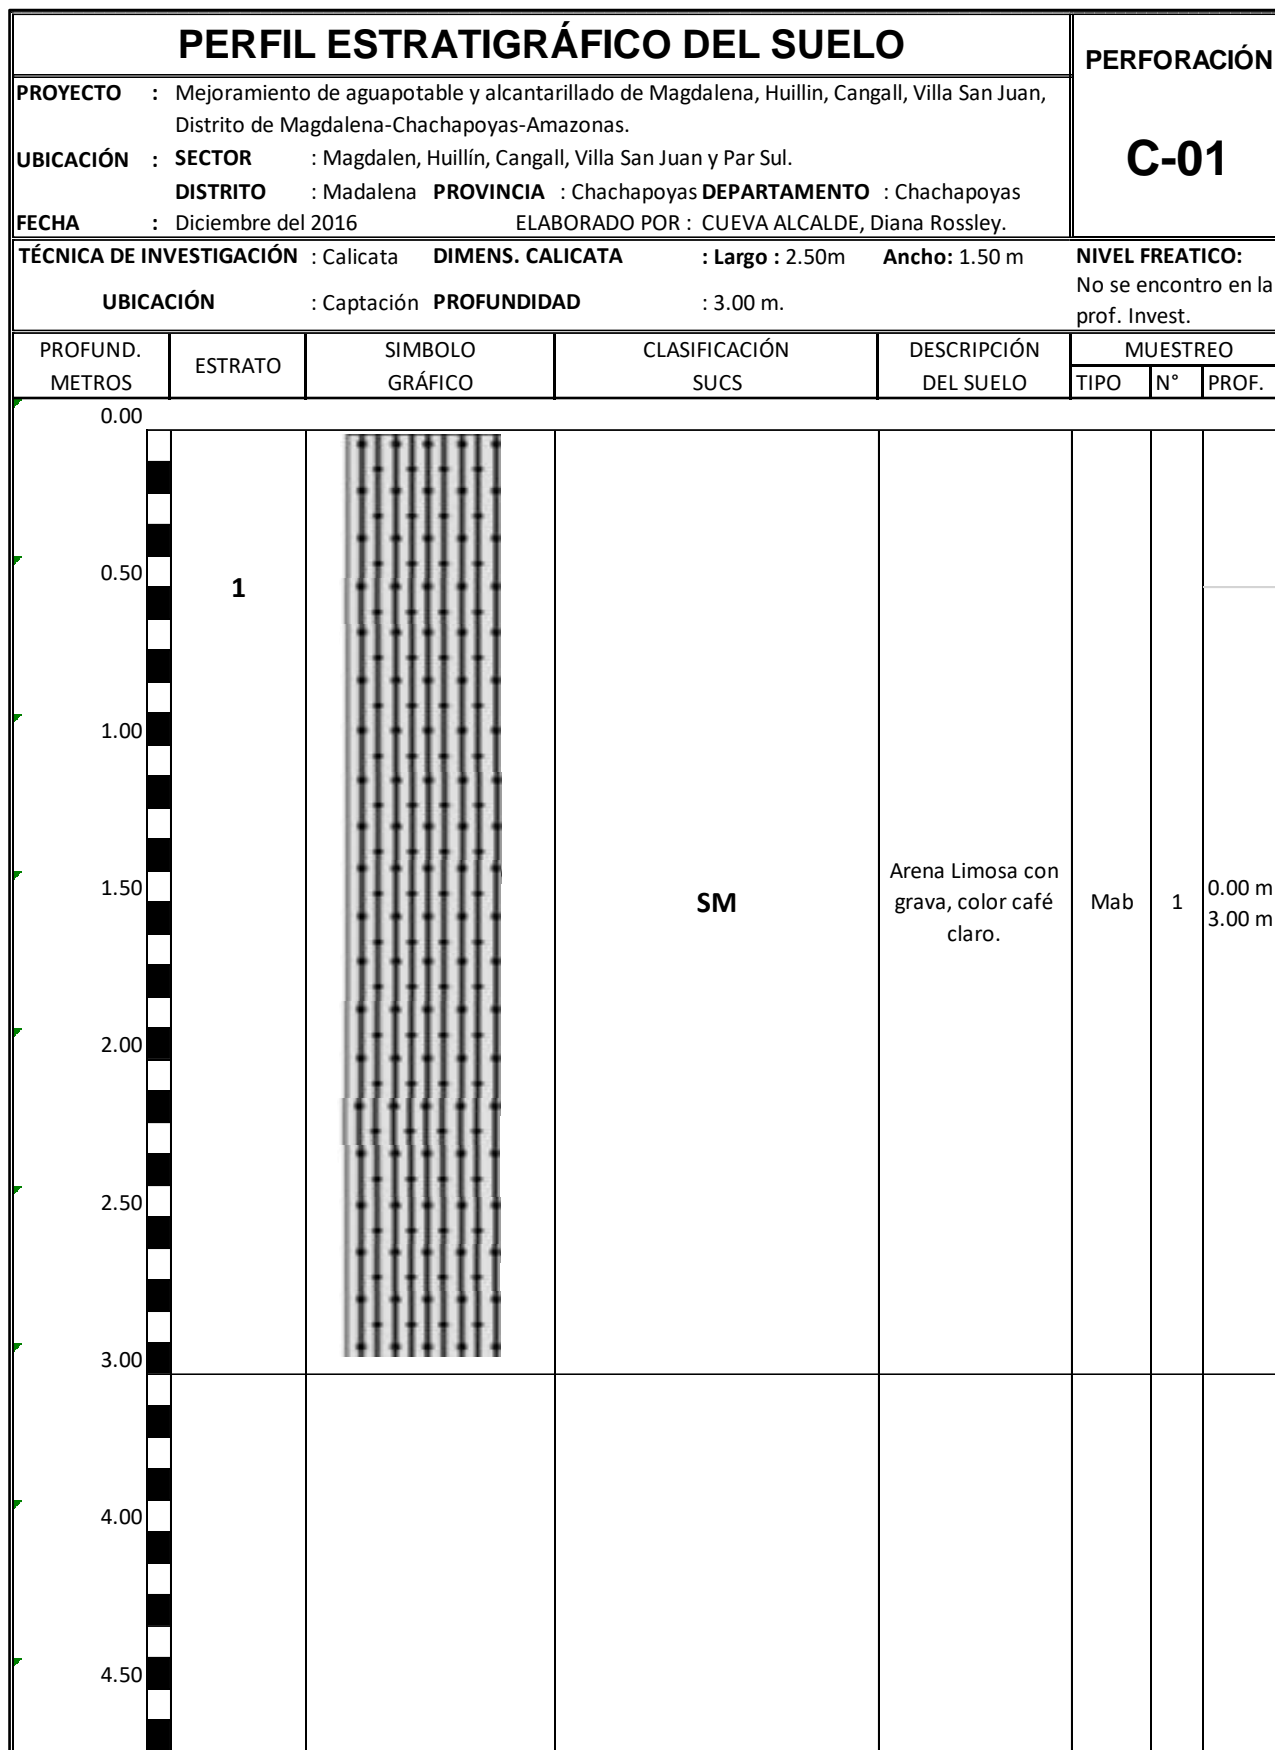 PERFIL ESTRATIGRÁFICO DEL SUELO
PERFORACIÓN
C-01
PROYECTO : Mejoramiento de aguapotable y alcantarillado de Magdalena, Huillin, Cangall, Villa San Juan,
Distrito de Magdalena-Chachapoyas-Amazonas.
UBICACIÓN : SECTOR : Magdalen, Huillín, Cangall, Villa San Juan y Par Sul.
DISTRITO : Madalena PROVINCIA : Chachapoyas DEPARTAMENTO : Chachapoyas
FECHA : Diciembre del 2016 ELABORADO POR : CUEVA ALCALDE, Diana Rossley.
TÉCNICA DE INVESTIGACIÓN : Calicata DIMENS. CALICATA : Largo : 2.50m Ancho: 1.50 m
UBICACIÓN : Captación PROFUNDIDAD : 3.00 m.
NIVEL FREATICO:
No se encontro en la
prof. Invest.
PROFUND.
METROS
ESTRATO
SIMBOLO
GRÁFICO
CLASIFICACIÓN
SUCS
DESCRIPCIÓN
DEL SUELO
MUESTREO
TIPO N° PROF.
0.00
0.50
1
1.00
1.50
SM
Arena Limosa con
grava, color café
claro.
Mab
1
0.00 m
3.00 m
2.00
2.50
3.00
4.00
4.50